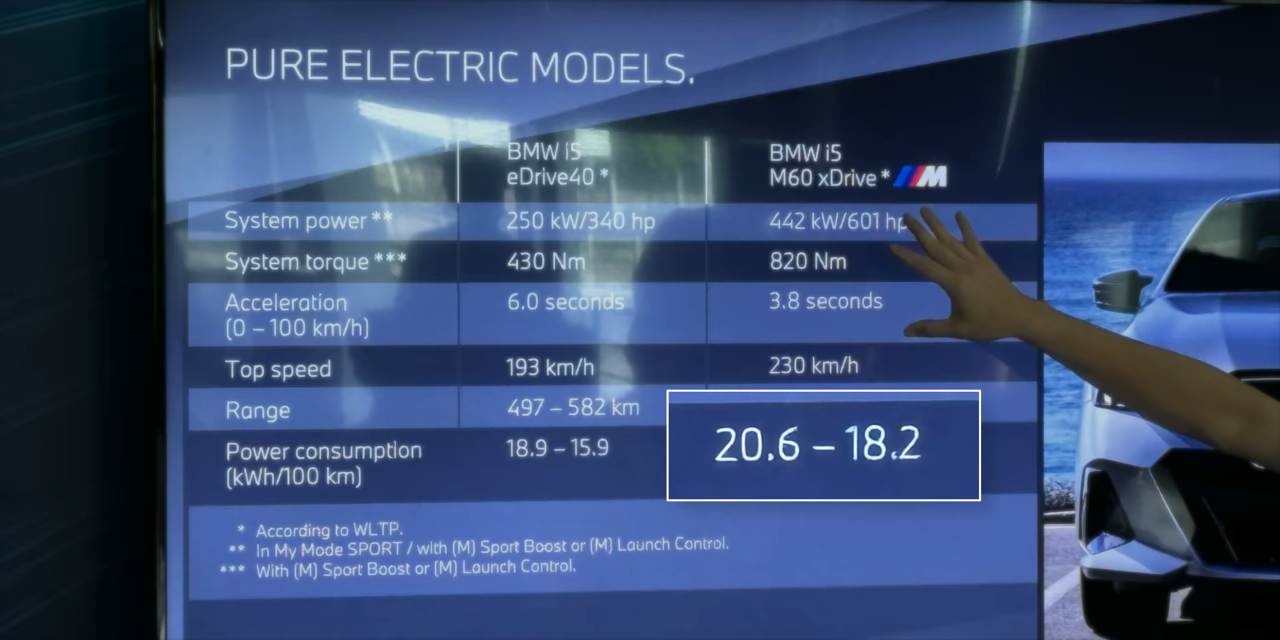 PURE ELECTRIC MODELS.
BMW i5
eDrive40 *
BMW i5
M60 xDrive * M
System power ** 250 kW/340 hp 442 kW/601 hp
System torque *** 430 Nm 820 Nm
Acceleration
(0 – 100 km/h) 6.0 seconds 3.8 seconds
Top speed 193 km/h 230 km/h
Range 497 – 582 km
Power consumption
(kWh/100 km) 18.9 – 15.9 20.6 – 18.2
* According to WLTP.
** In My Mode SPORT / with (M) Sport Boost or (M) Launch Control.
*** With (M) Sport Boost or (M) Launch Control.